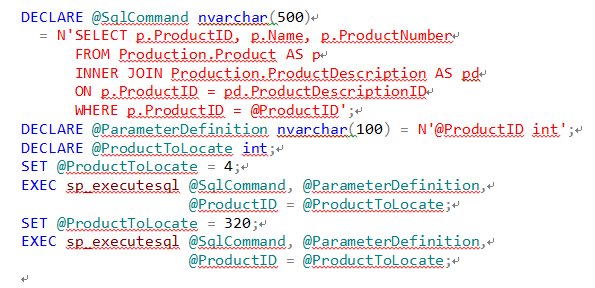 DECLARE @SqlCommand nvarchar(500)
= N'SELECT p.ProductID, p.Name, p.ProductNumber
FROM Production.Product AS p
INNER JOIN Production.ProductDescription AS pd
ON p.ProductID = pd.ProductDescriptionID
WHERE p.ProductID = @ProductID';
DECLARE @ParameterDefinition nvarchar(100) = N'@ProductID int';
DECLARE @ProductToLocate int;
SET @ProductToLocate = 4;
EXEC sp_executesql @SqlCommand, @ParameterDefinition,
@ProductID = @ProductToLocate;
SET @ProductToLocate = 320;
EXEC sp_executesql @SqlCommand, @ParameterDefinition,
@ProductID = @ProductToLocate;